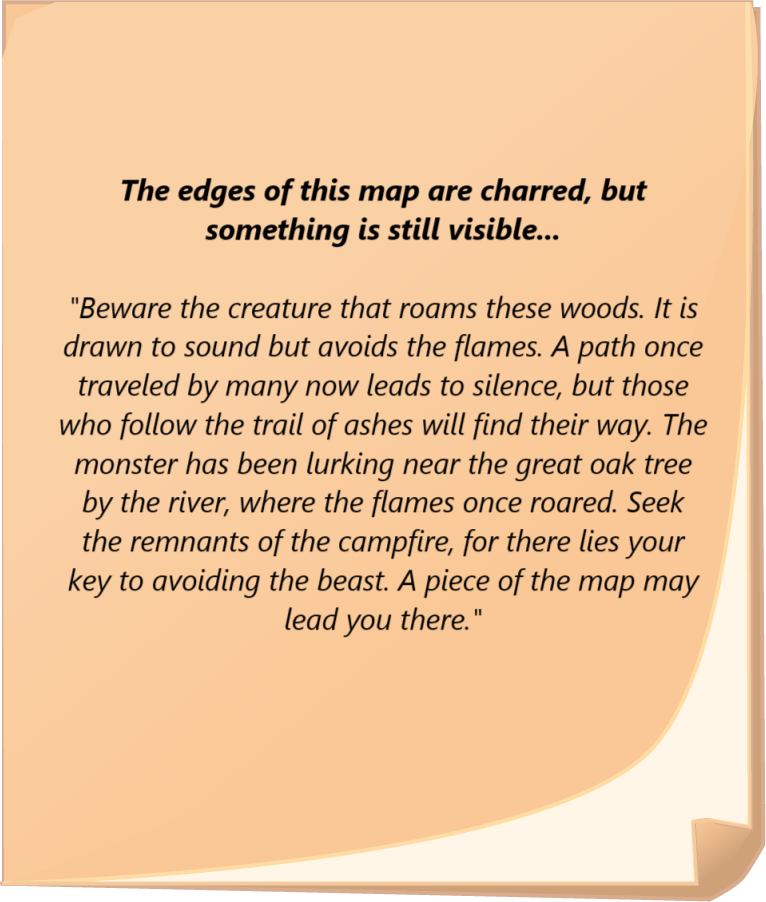 The edges of this map are charred, but
something is still visible...
"Beware the creature that roams these woods. It is
drawn to sound but avoids the flames. A path once
traveled by many now leads to silence, but those
who follow the trail of ashes will find their way. The
monster has been lurking near the great oak tree
by the river, where the flames once roared. Seek
the remnants of the campfire, for there lies your
key to avoiding the beast. A piece of the map may
lead you there."